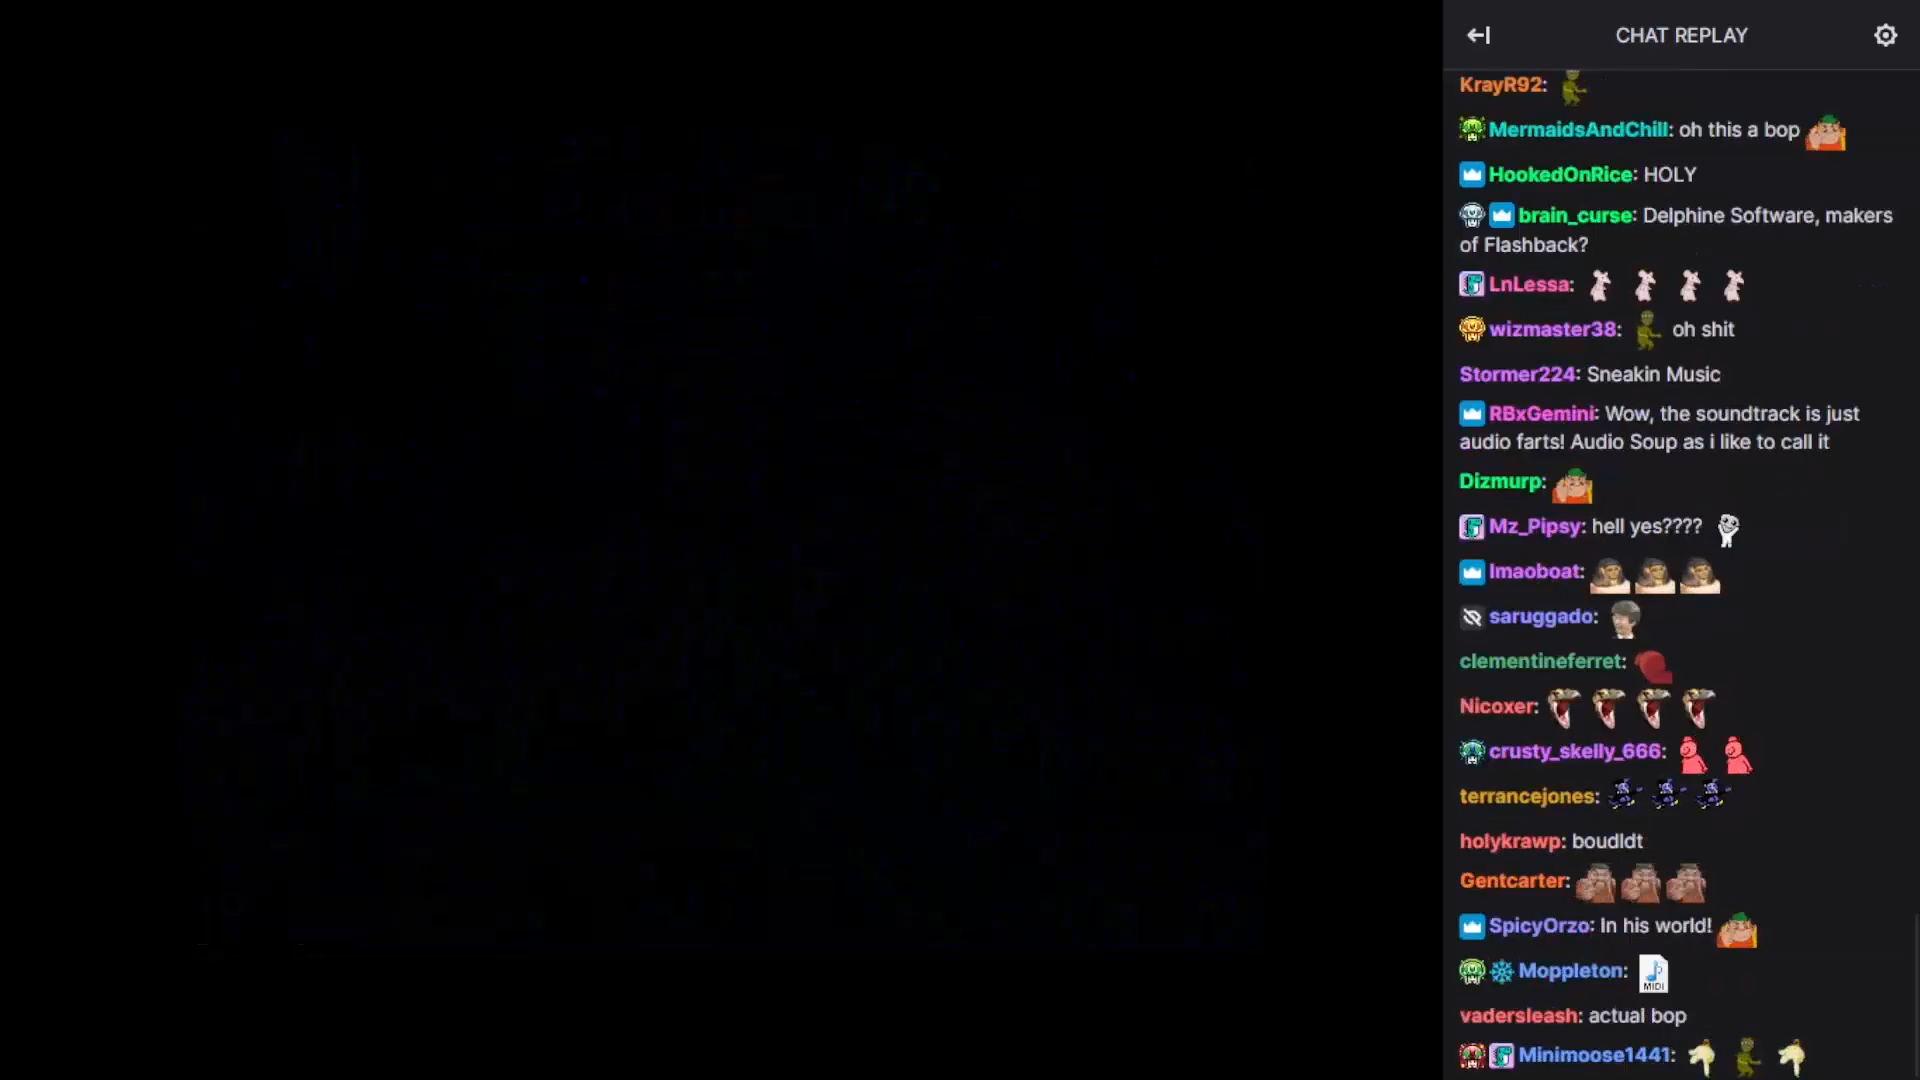 CHAT REPLAY
KrayR92:
MermaidsAndChill: oh this a bop
HookedOnRice: HOLY
brain_curse: Delphine Software, makers
of Flashback?
LnLessa:
wizmaster38: oh shit
Stormer224: Sneakin Music
RBxGemini: Wow, the soundtrack is just
audio farts! Audio Soup as i like to call it
Dizmurp:
Mz_Pipsy: hell yes????
lmaoboat:
saruggado:
clementineferret:
Nicoxer:
crusty_skelly_666:
terrancejones:
holykrawp: boudldt
Gentcarter:
SpicyOrzo: In his world!
Moppleton: MIDI
vadersleash: actual bop
Minimoose1441: